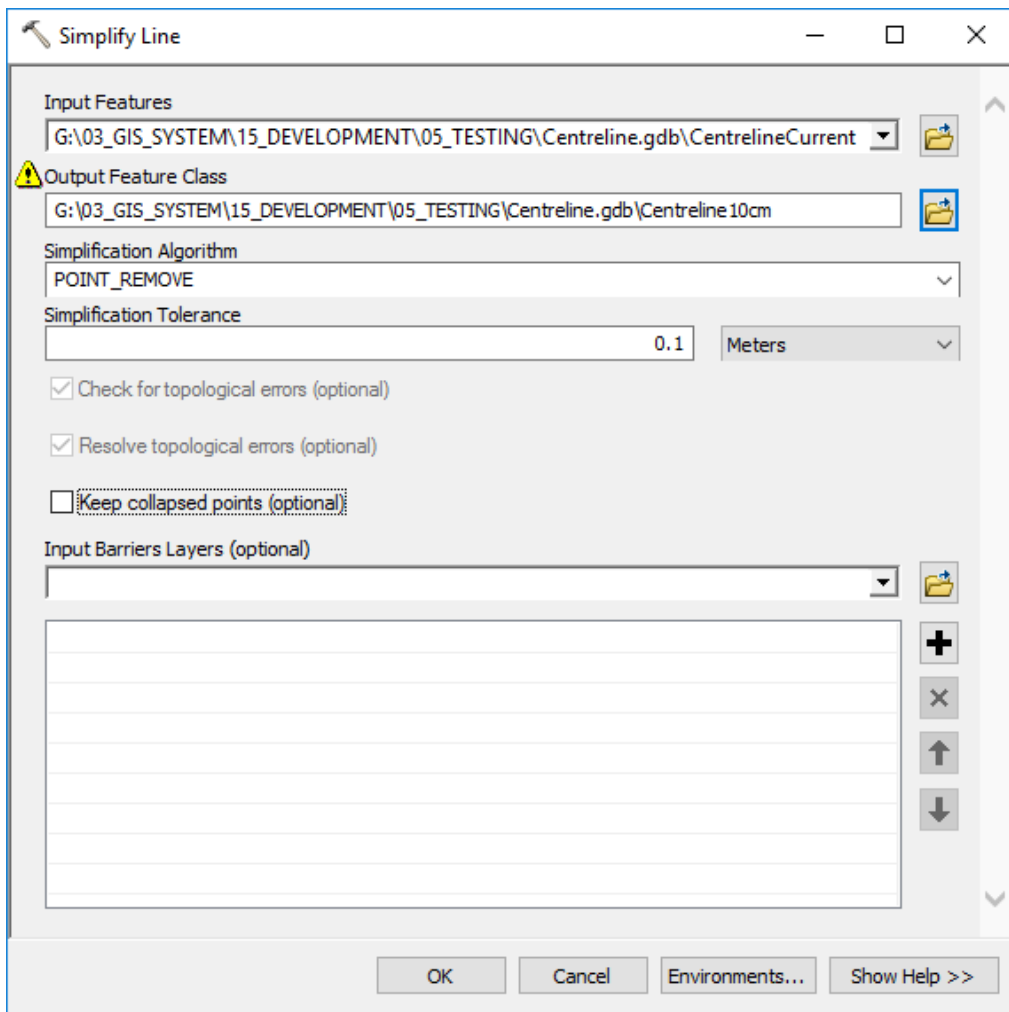 Simplify Line
Input Features
G:\03_GIS_SYSTEM\15_DEVELOPMENT\05_TESTING\Centreline.gdb\CentrelineCurrent
Output Feature Class
G:\03_GIS_SYSTEM\15_DEVELOPMENT\05_TESTING\Centreline.gdb\Centreline10cm
Simplification Algorithm
POINT_REMOVE
Simplification Tolerance
0.1 Meters
Check for topological errors (optional)
Resolve topological errors (optional)
Keep collapsed points (optional)
Input Barriers Layers (optional)
OK Cancel Environments... Show Help >>